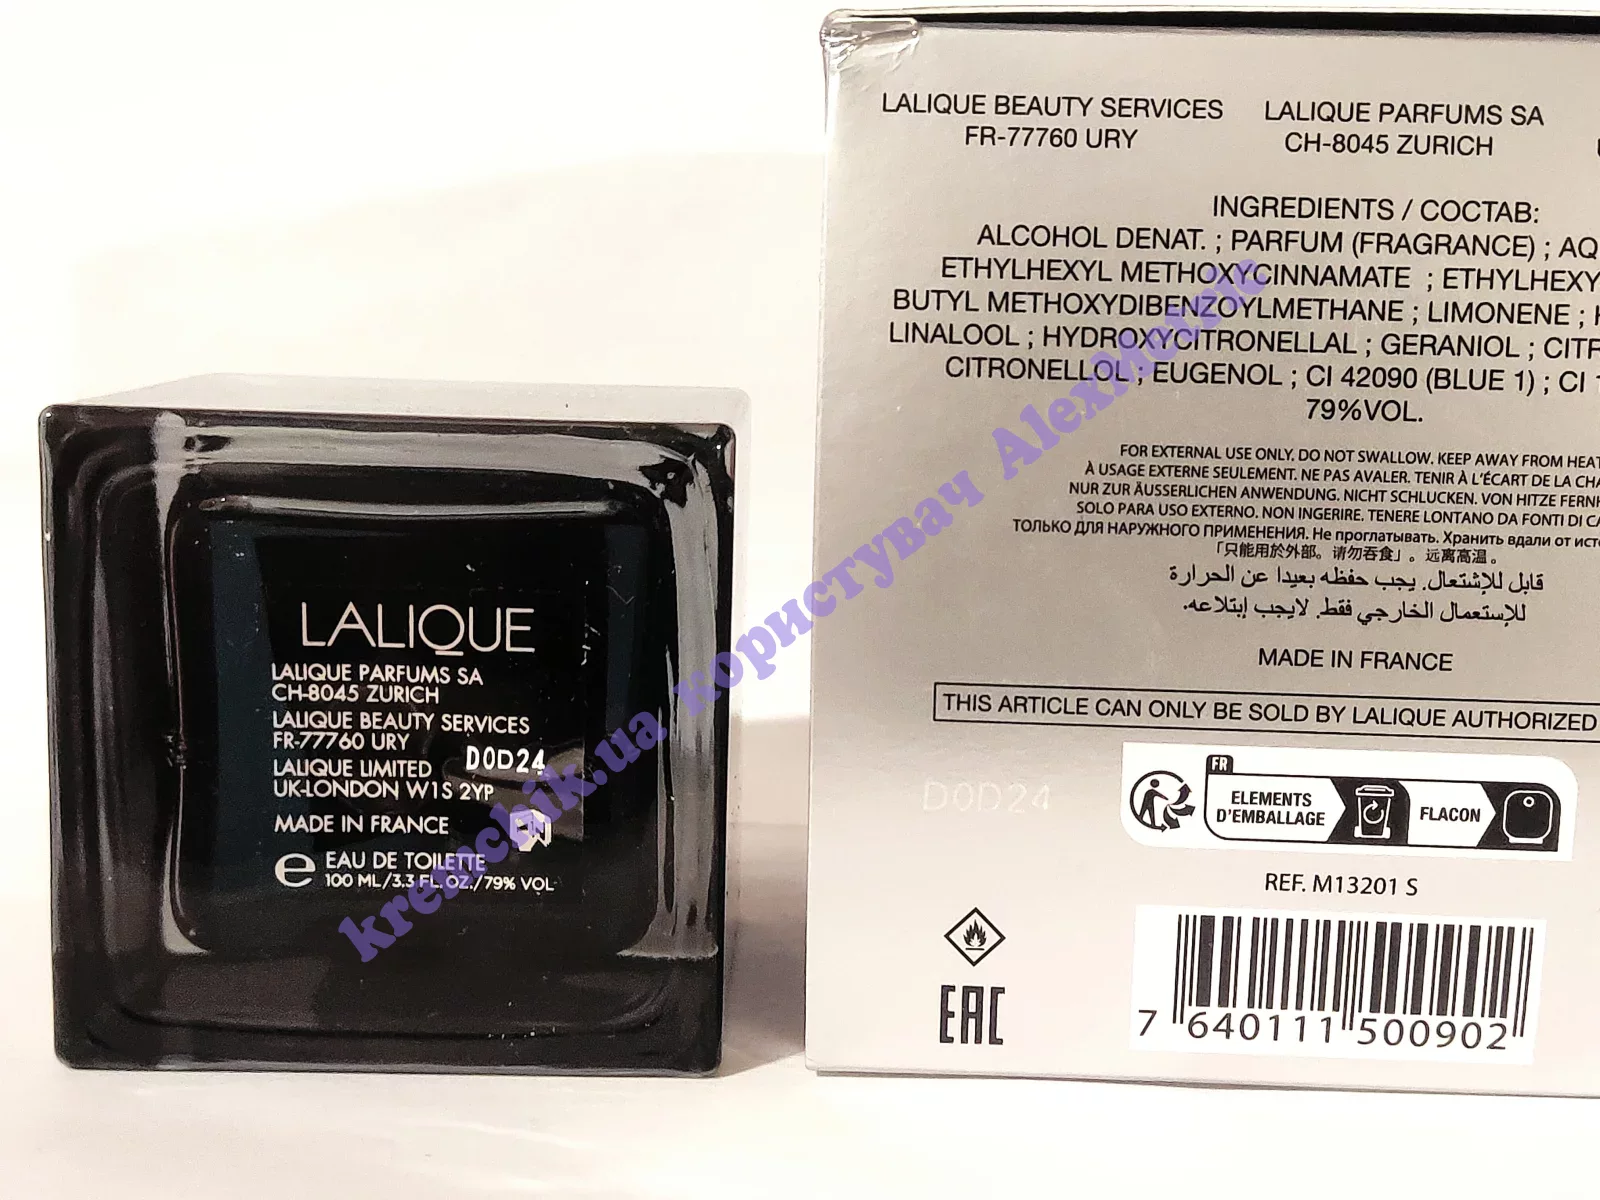 LALIQUE
LALIQUE PARFUMS SA
CH-8045 ZURICH
LALIQUE BEAUTY SERVICES
FR-77760 URY
D0D24
LALIQUE LIMITED
UK-LONDON W1S 2YP
MADE IN FRANCE
e EAU DE TOILETTE
100 ML/3.3 FL. OZ./79% VOL
LALIQUE BEAUTY SERVICES
FR-77760 URY
LALIQUE PARFUMS SA
CH-8045 ZURICH
INGREDIENTS / СОСТАВ:
ALCOHOL DENAT. ; PARFUM (FRAGRANCE) ; AQ
ETHYLHEXYL METHOXYCINNAMATE ; ETHYLHEXY
BUTYL METHOXYDIBENZOYLMETHANE ; LIMONENE ;
LINALOOL ; HYDROXYCITRONELLAL ; GERANIOL ; CITR
CITRONELLOL ; EUGENOL ; CI 42090 (BLUE 1) ; CI
79%VOL.
FOR EXTERNAL USE ONLY, DO NOT SWALLOW. KEEP AWAY FROM HEAT
À USAGE EXTERNE SEULEMENT. NE PAS AVALER. TENIR À L'ÉCART DE LA CHA
NUR ZUR ÄUSSERLICHEN ANWENDUNG. NICHT SCHLUCKEN. VON HITZE FERNH
SOLO PARA USO EXTERNO. NON INGERIRE. TENERE LONTANO DA FONTI DI CA
ТОЛЬКО ДЛЯ НАРУЖНОГО ПРИМЕНЕНИЯ. Не проглатывать. Хранить вдали от исто
「只能用於外部。请勿吞食」。远离高温。
قابل للإشتعال. يجب حفظه بعيدا عن الحرارة
للإستعمال الخارجي فقط. لايجب إبتلاعه.
MADE IN FRANCE
THIS ARTICLE CAN ONLY BE SOLD BY LALIQUE AUTHORIZED
D0D24
FR
ELEMENTS
D'EMBALLAGE
FLACON
REF. M13201 S
EAC
7 640111 500902
kremchik.ua користувач AlexMetric